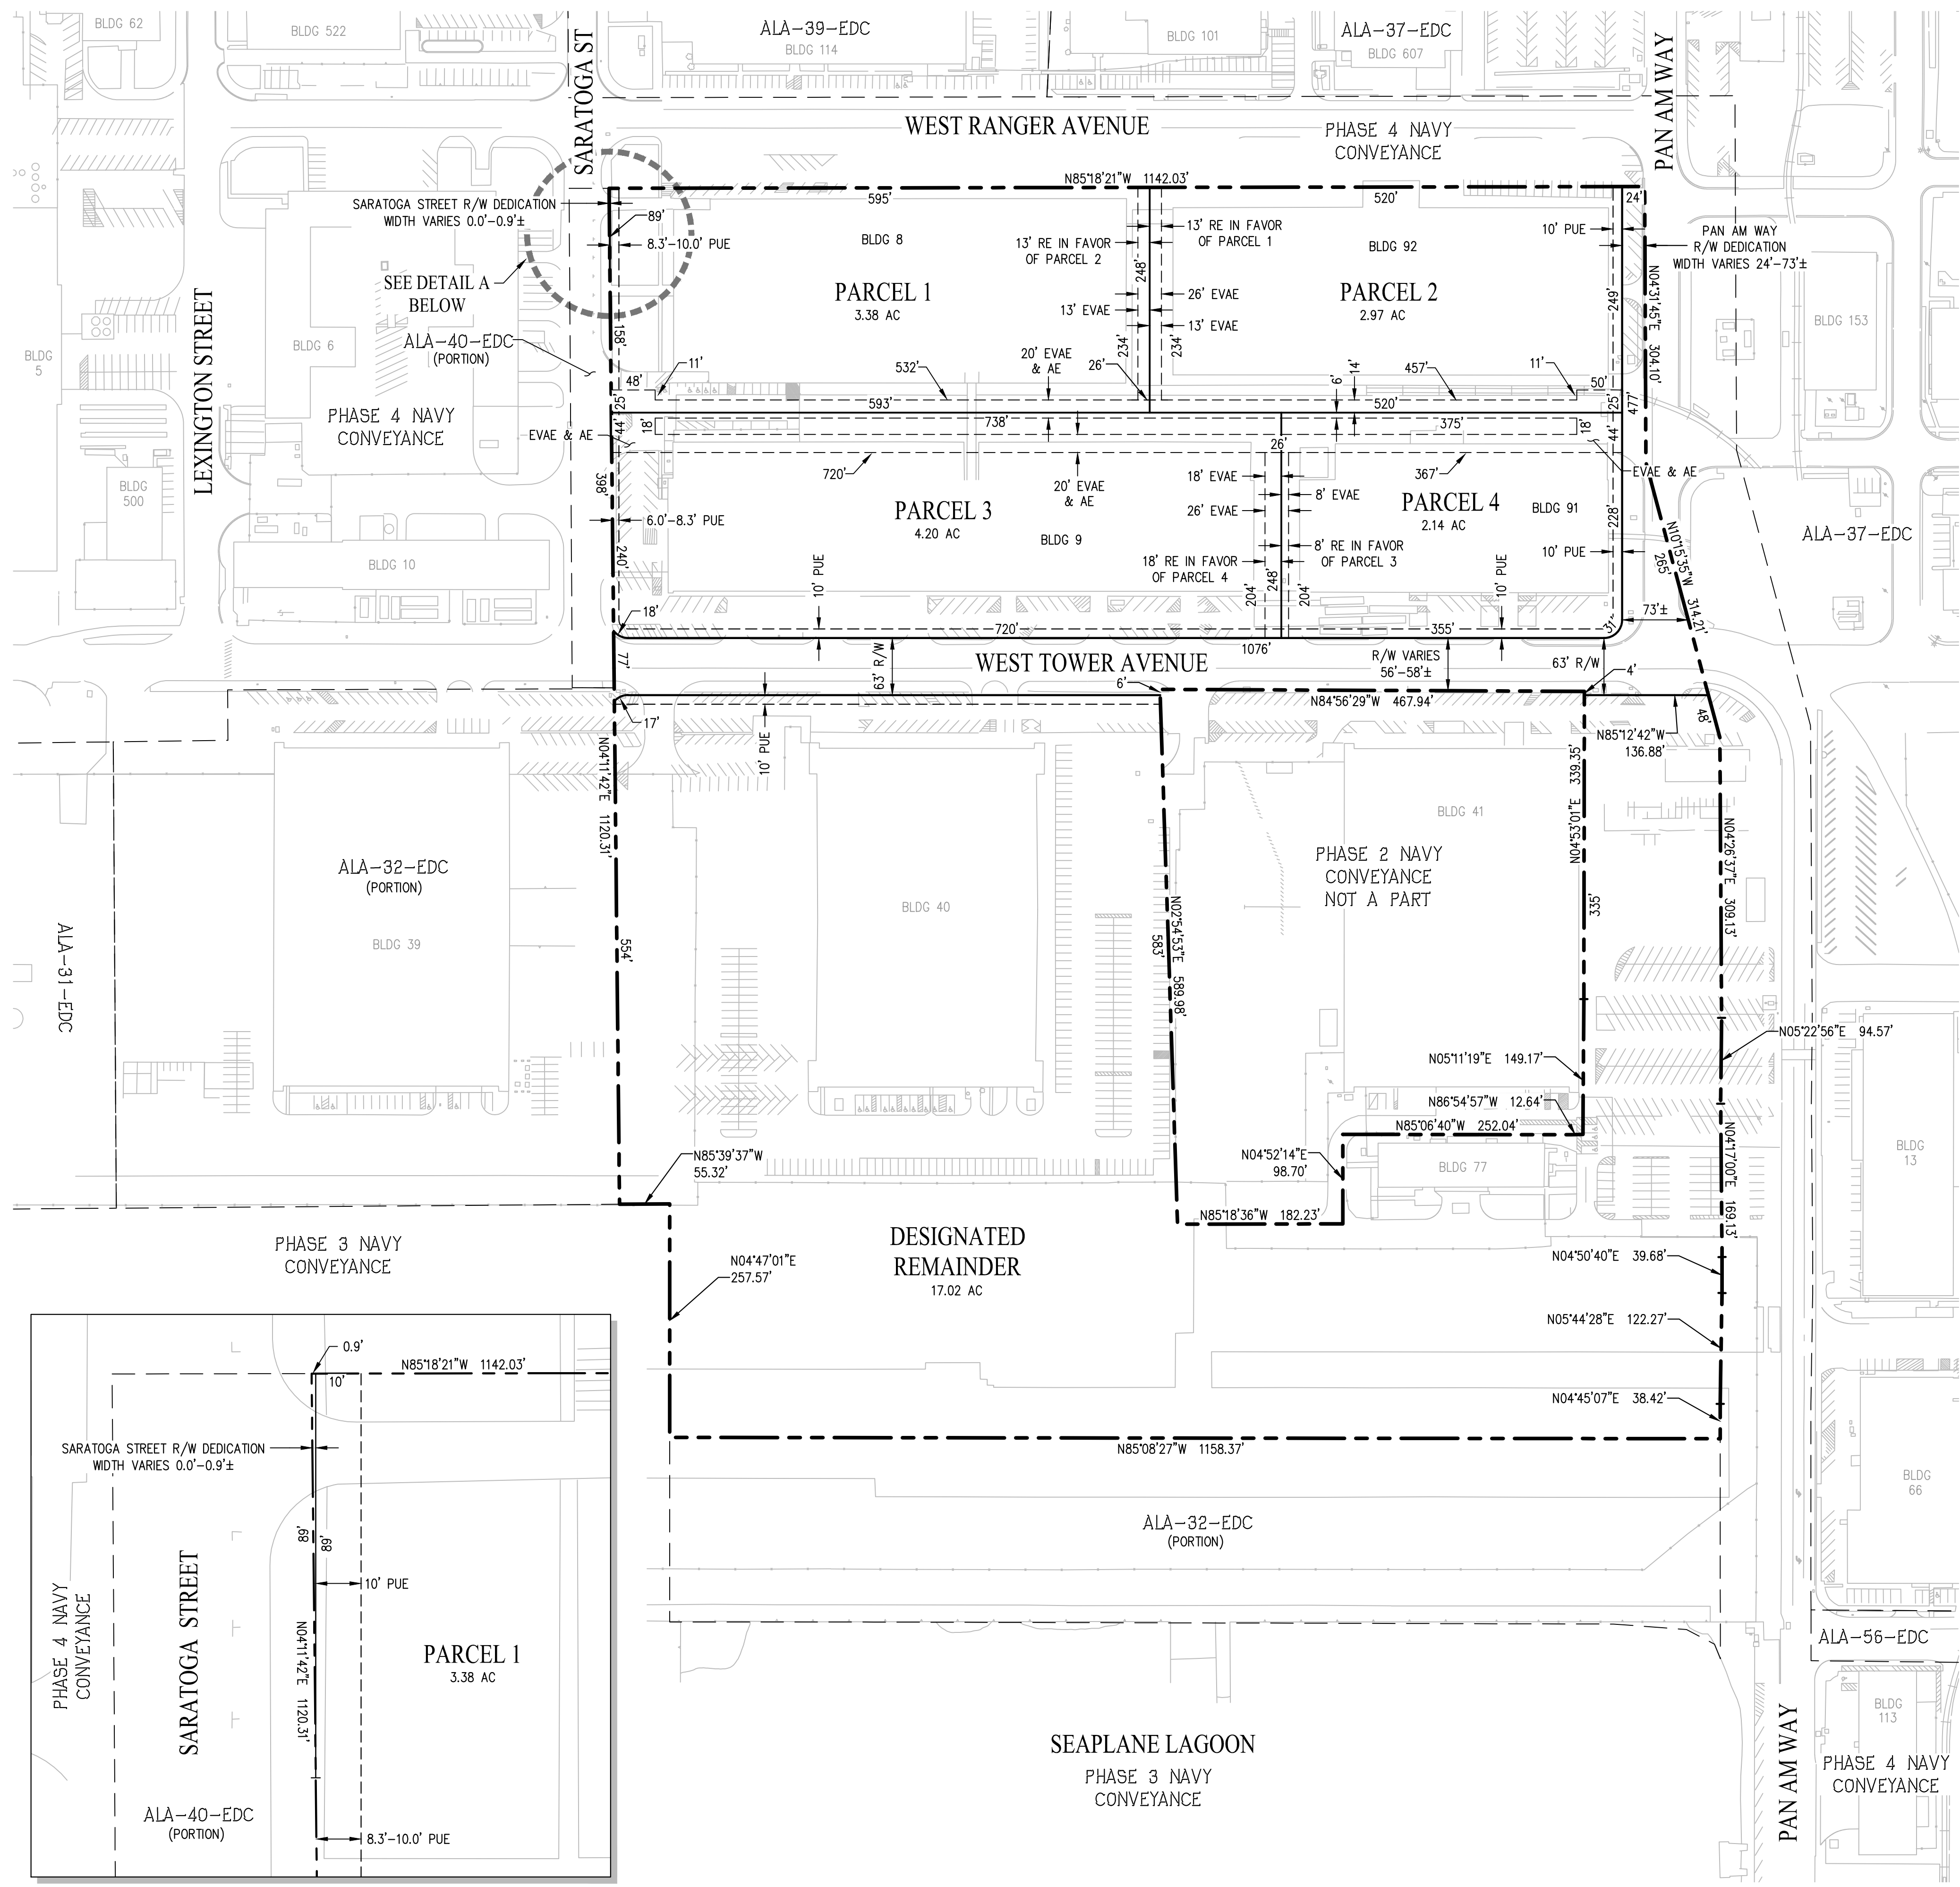 BLDG 62
BLDG 522
SARATOGA ST
ALA-39-EDC
BLDG 114
BLDG 101
ALA-37-EDC
BLDG 607
PAN AM WAY
WEST RANGER AVENUE
PHASE 4 NAVY
CONVEYANCE
N85°18'21"W 1142.03'
SARATOGA STREET R/W DEDICATION
WIDTH VARIES 0.0'-0.9'±
595'
520'
24'
89'
8.3'-10.0' PUE
BLDG 8
13' RE IN FAVOR
OF PARCEL 2
13' RE IN FAVOR
OF PARCEL 1
BLDG 92
10' PUE
PAN AM WAY
R/W DEDICATION
WIDTH VARIES 24'-73'±
SEE DETAIL A
BELOW
PARCEL 1
3.38 AC
248'
26' EVAE
13' EVAE
13' EVAE
PARCEL 2
2.97 AC
249'
N04°31'45"E 304.10'
BLDG 153
LEXINGTON STREET
BLDG
5
BLDG 6
ALA-40-EDC
(PORTION)
158'
234'
234'
20' EVAE
& AE
26'
11'
532'
48'
457'
14'
6'
11'
50'
25'
593'
520'
25'
477'
PHASE 4 NAVY
CONVEYANCE
EVAE & AE
44'
18'
738'
375'
18'
44'
26'
720'
367'
EVAE & AE
BLDG
500
398'
20' EVAE
& AE
18' EVAE
8' EVAE
26' EVAE
PARCEL 3
4.20 AC
PARCEL 4
2.14 AC
BLDG 91
228'
6.0'-8.3' PUE
BLDG 9
8' RE IN FAVOR
OF PARCEL 3
18' RE IN FAVOR
OF PARCEL 4
10' PUE
N10°15'35"W 314.21'
265'
ALA-37-EDC
BLDG 10
240'
10' PUE
204'
248'
204'
10' PUE
73'±
18'
720'
355'
31'
77'
1076'
63' R/W
WEST TOWER AVENUE
R/W VARIES
56'-58'±
63' R/W
6'
4'
N84°56'29"W 467.94'
48'
17'
10' PUE
N85°12'42"W
136.88'
N04°11'42"E 1120.31'
N04°53'01"E 339.35'
BLDG 41
PHASE 2 NAVY
CONVEYANCE
NOT A PART
N04°26'37"E 309.13'
ALA-32-EDC
(PORTION)
BLDG 39
BLDG 40
335'
ALA-31-EDC
554'
583'
N02°54'53"E 589.98'
N05°22'56"E 94.57'
N05°11'19"E 149.17'
N86°54'57"W 12.64'
N85°06'40"W 252.04'
BLDG
13
N85°39'37"W
55.32'
N04°52'14"E
98.70'
BLDG 77
N04°17'00"E 169.13'
N85°18'36"W 182.23'
PHASE 3 NAVY
CONVEYANCE
DESIGNATED
REMAINDER
17.02 AC
N04°47'01"E
257.57'
N04°50'40"E 39.68'
N05°44'28"E 122.27'
N04°45'07"E 38.42'
N85°08'27"W 1158.37'
BLDG
66
ALA-32-EDC
(PORTION)
ALA-56-EDC
BLDG
113
SEAPLANE LAGOON
PHASE 3 NAVY
CONVEYANCE
PAN AM WAY
PHASE 4 NAVY
CONVEYANCE
0.9'
N85°18'21"W 1142.03'
10'
SARATOGA STREET R/W DEDICATION
WIDTH VARIES 0.0'-0.9'±
89'
89'
10' PUE
PHASE 4 NAVY
CONVEYANCE
SARATOGA STREET
N04°11'42"E 1120.31'
PARCEL 1
3.38 AC
ALA-40-EDC
(PORTION)
8.3'-10.0' PUE